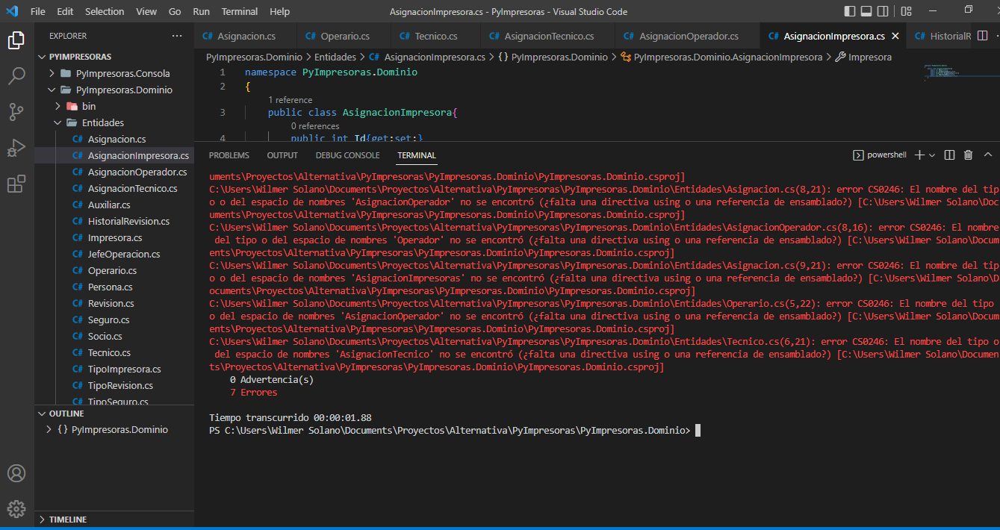 File Edit Selection View Go Run Terminal Help
AsignacionImpresora.cs - PyImpresoras - Visual Studio Code
EXPLORER
PYIMPRESORAS
PyImpresoras.Consola
PyImpresoras.Dominio
bin
Entidades
C# Asignacion.cs
C# AsignacionImpresora.cs
C# AsignacionOperador.cs
C# AsignacionTecnico.cs
C# Auxiliar.cs
C# HistorialRevision.cs
C# Impresora.cs
C# JefeOperacion.cs
C# Operario.cs
C# Persona.cs
C# Revision.cs
C# Seguro.cs
C# Socio.cs
C# Tecnico.cs
C# TipoImpresora.cs
C# TipoRevision.cs
C# TipoSeguro.cs
OUTLINE
{} PyImpresoras.Dominio
TIMELINE
C# Asignacion.cs C# Operario.cs C# Tecnico.cs C# AsignacionTecnico.cs C# AsignacionOperador.cs C# AsignacionImpresora.cs C# HistorialR
PyImpresoras.Dominio > Entidades > C# AsignacionImpresora.cs > {} PyImpresoras.Dominio > PyImpresoras.Dominio.AsignacionImpresora > Impresora
1 namespace PyImpresoras.Dominio
2 {
1 reference
3 public class AsignacionImpresora{
0 references
4 public int Id{get;set;}
PROBLEMS OUTPUT DEBUG CONSOLE TERMINAL
powershell
uments\Proyectos\Alternativa\PyImpresoras\PyImpresoras.Dominio\PyImpresoras.Dominio.csproj]
C:\Users\Wilmer Solano\Documents\Proyectos\Alternativa\PyImpresoras\PyImpresoras.Dominio\Entidades\Asignacion.cs(8,21): error CS0246: El nombre del tip
o o del espacio de nombres 'AsignacionOperador' no se encontró (¿falta una directiva using o una referencia de ensamblado?) [C:\Users\Wilmer Solano\Doc
uments\Proyectos\Alternativa\PyImpresoras\PyImpresoras.Dominio\PyImpresoras.Dominio.csproj]
C:\Users\Wilmer Solano\Documents\Proyectos\Alternativa\PyImpresoras\PyImpresoras.Dominio\Entidades\AsignacionOperador.cs(8,16): error CS0246: El nombre
del tipo o del espacio de nombres 'Operador' no se encontró (¿falta una directiva using o una referencia de ensamblado?) [C:\Users\Wilmer Solano\Docum
ents\Proyectos\Alternativa\PyImpresoras\PyImpresoras.Dominio\PyImpresoras.Dominio.csproj]
C:\Users\Wilmer Solano\Documents\Proyectos\Alternativa\PyImpresoras\PyImpresoras.Dominio\Entidades\Asignacion.cs(9,21): error CS0246: El nombre del tip
o o del espacio de nombres 'AsignacionImpresoras' no se encontró (¿falta una directiva using o una referencia de ensamblado?) [C:\Users\Wilmer Solano\D
ocuments\Proyectos\Alternativa\PyImpresoras\PyImpresoras.Dominio\PyImpresoras.Dominio.csproj]
C:\Users\Wilmer Solano\Documents\Proyectos\Alternativa\PyImpresoras\PyImpresoras.Dominio\Entidades\Operario.cs(5,22): error CS0246: El nombre del tipo
o del espacio de nombres 'AsignacionOperador' no se encontró (¿falta una directiva using o una referencia de ensamblado?) [C:\Users\Wilmer Solano\Docum
ents\Proyectos\Alternativa\PyImpresoras\PyImpresoras.Dominio\PyImpresoras.Dominio.csproj]
C:\Users\Wilmer Solano\Documents\Proyectos\Alternativa\PyImpresoras\PyImpresoras.Dominio\Entidades\Tecnico.cs(6,21): error CS0246: El nombre del tipo o
del espacio de nombres 'AsignacionTecnico' no se encontró (¿falta una directiva using o una referencia de ensamblado?) [C:\Users\Wilmer Solano\Documen
ts\Proyectos\Alternativa\PyImpresoras\PyImpresoras.Dominio\PyImpresoras.Dominio.csproj]
0 Advertencia(s)
7 Errores
Tiempo transcurrido 00:00:01.88
PS C:\Users\Wilmer Solano\Documents\Proyectos\Alternativa\PyImpresoras\PyImpresoras.Dominio>